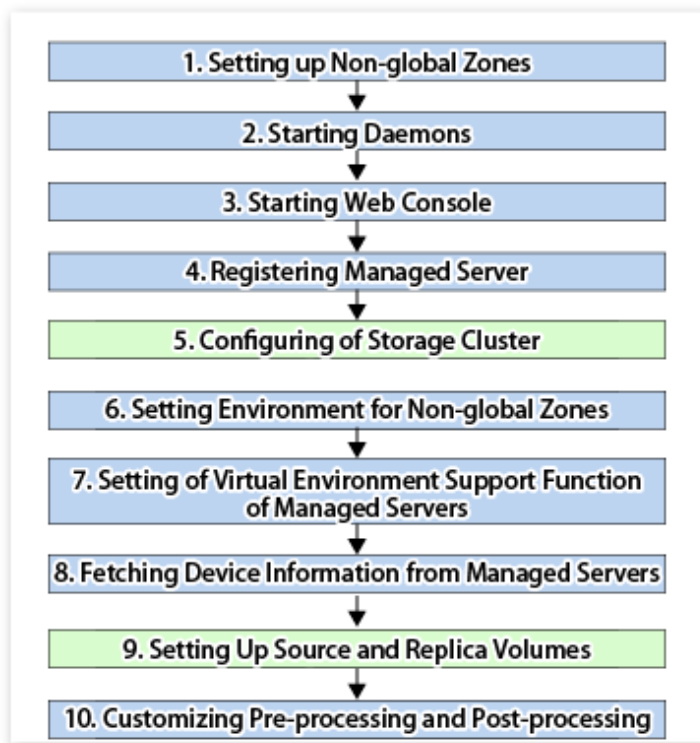 1. Setting up Non-global Zones
2. Starting Daemons
3. Starting Web Console
4. Registering Managed Server
5. Configuring of Storage Cluster
6. Setting Environment for Non-global Zones
7. Setting of Virtual Environment Support Function
of Managed Servers
8. Fetching Device Information from Managed Servers
9. Setting Up Source and Replica Volumes
10. Customizing Pre-processing and Post-processing